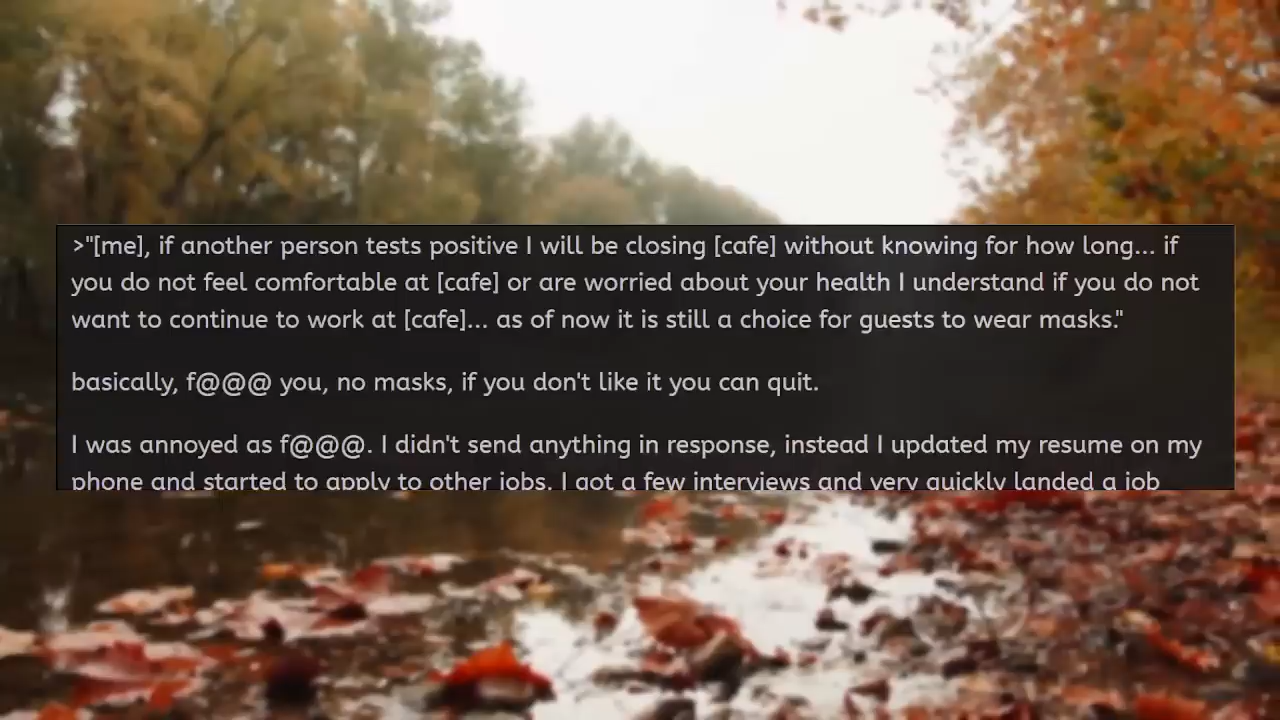 >"[me], if another person tests positive I will be closing [cafe] without knowing for how long... if
you do not feel comfortable at [cafe] or are worried about your health I understand if you do not
want to continue to work at [cafe]... as of now it is still a choice for guests to wear masks."
basically, f@@@ you, no masks, if you don't like it you can quit.
I was annoyed as f@@@. I didn't send anything in response, instead I updated my resume on my
phone and started to apply to other jobs. I got a few interviews and very quickly landed a job